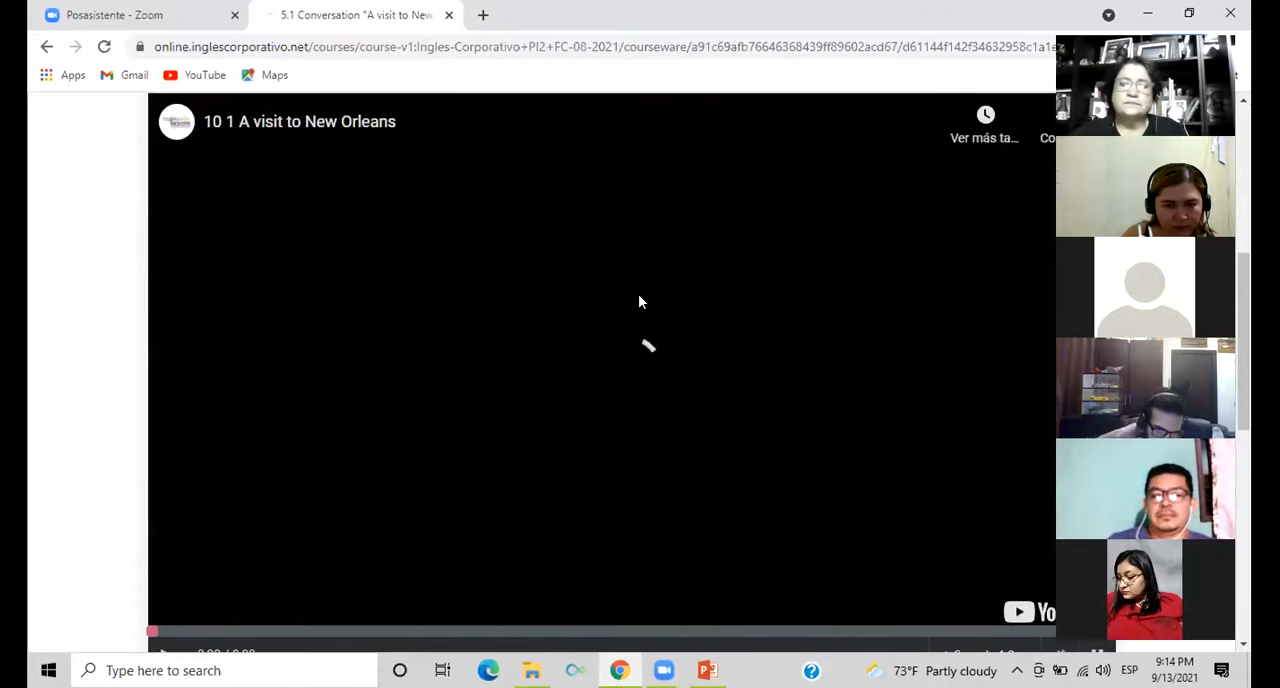 Posasistente - Zoom
5.1 Conversation "A visit to New
online.inglescorporativo.net/courses/course-v1:Ingles-Corporativo+PI2+FC-08-2021/courseware/a91c69afb76646368439ff89602acd67/d61144f142f34632958c1a1e
Apps Gmail YouTube Maps
10 1 A visit to New Orleans
Ver más ta... Co
Yo
Type here to search
73°F Partly cloudy
ESP
9:14 PM
9/13/2021